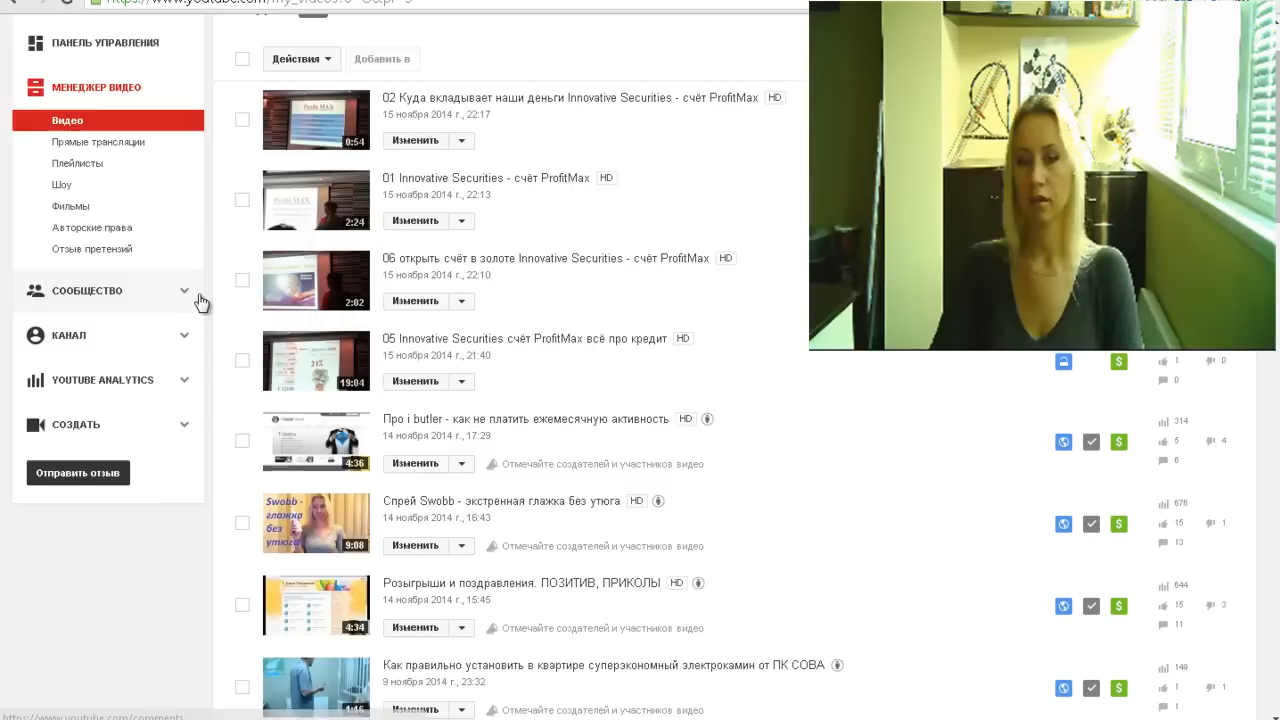 ПАНЕЛЬ УПРАВЛЕНИЯ
МЕНЕДЖЕР ВИДЕО
Видео
Прямые трансляции
Плейлисты
Шоу
Фильмы
Авторские права
Отзыв претензий
СООБЩЕСТВО
КАНАЛ
YOUTUBE ANALYTICS
СОЗДАТЬ
Отправить отзыв
Действия
Добавить в
02 Куда вкладывает наши деньги Innovative Securities - счёт ProfitMax. HD
15 ноября 2014 г., 22:17
0:54
Изменить
01 Innovative Securities - счёт ProfitMax HD
15 ноября 2014 г., 22:13
2:24
Изменить
06 открыть счёт в золоте Innovative Securities - счёт ProfitMax HD
15 ноября 2014 г., 22:10
2:02
Изменить
05 Innovative Securities счёт ProfitMax всё про кредит HD
15 ноября 2014 г., 21:40
21%
19:04
Изменить
$ 1 0
0
Про i butler - как не платить ежемесячную активность HD
14 ноября 2014 г., 17:29
4:36
Изменить Отмечайте создателей и участников видео
314
$ 5 4
6
Спрей Swobb - экстренная глажка без утюга HD
14 ноября 2014 г., 16:43
Swobb -
глажка
без
утюга
9:08
Изменить Отмечайте создателей и участников видео
676
$ 15 1
13
Розыгрыши и поздравления. ПОЗИТИВ, ПРИКОЛЫ HD
14 ноября 2014 г., 15:45
4:34
Изменить Отмечайте создателей и участников видео
644
$ 15 3
11
Как правильно установить в квартире суперэкономный электрокамин от ПК СОВА
9 ноября 2014 г., 23:32
Изменить Отмечайте создателей и участников видео
149
$ 1 1
1